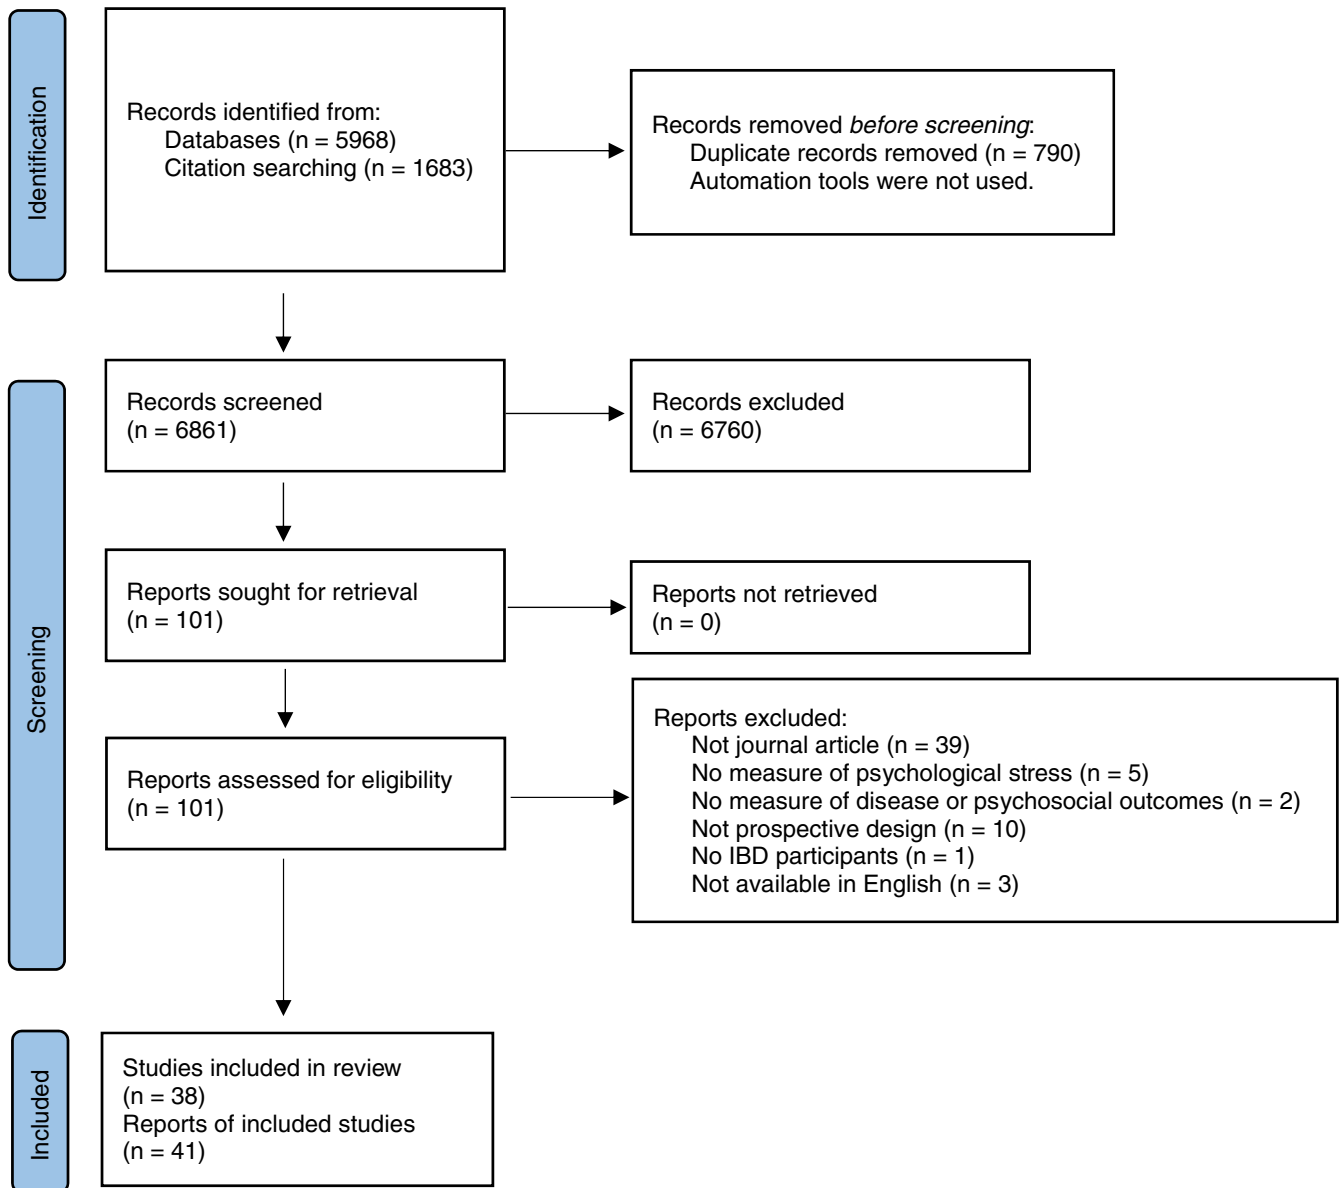 Identification
Records identified from:
Databases (n = 5968)
Citation searching (n = 1683)
Records removed before screening:
Duplicate records removed (n = 790)
Automation tools were not used.
Screening
Records screened
(n = 6861)
Records excluded
(n = 6760)
Reports sought for retrieval
(n = 101)
Reports not retrieved
(n = 0)
Reports assessed for eligibility
(n = 101)
Reports excluded:
Not journal article (n = 39)
No measure of psychological stress (n = 5)
No measure of disease or psychosocial outcomes (n = 2)
Not prospective design (n = 10)
No IBD participants (n = 1)
Not available in English (n = 3)
Included
Studies included in review
(n = 38)
Reports of included studies
(n = 41)